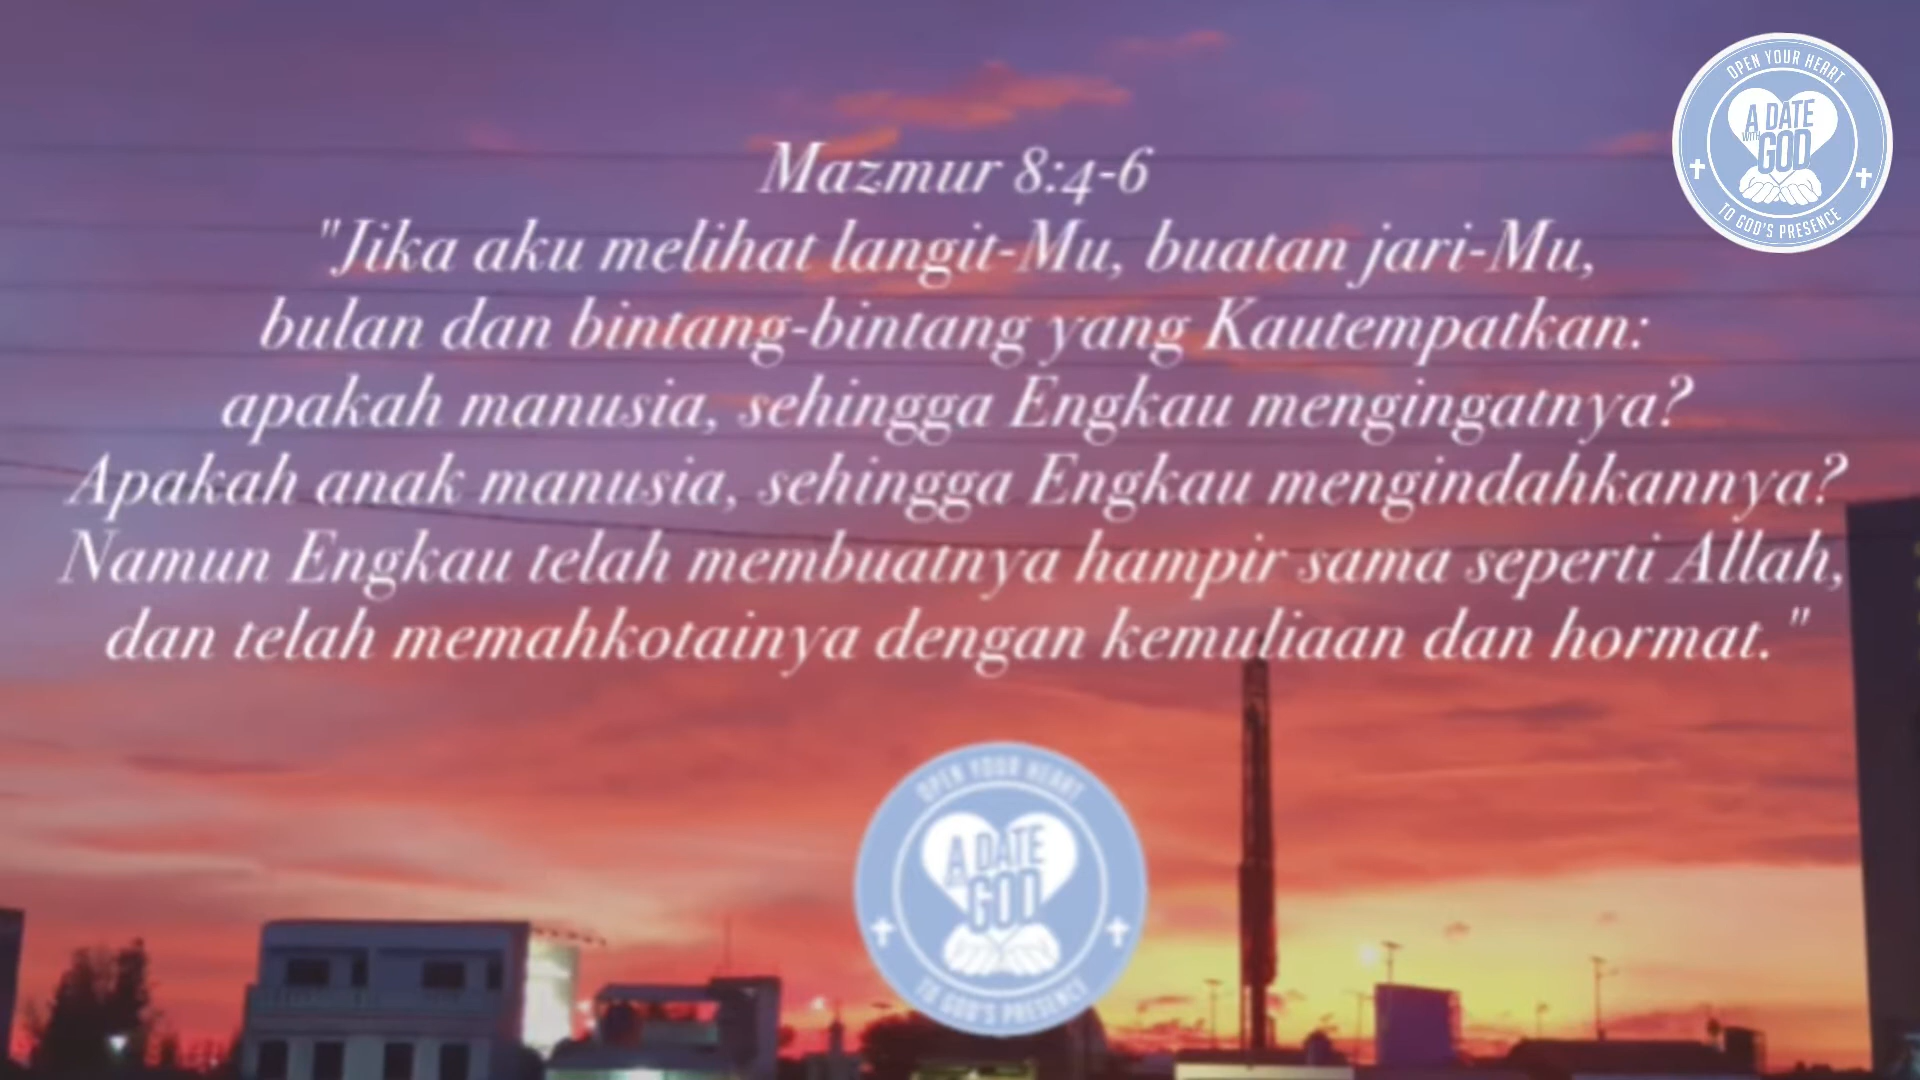 OPEN YOUR HEART
A DATE
WITH
GOD
TO GOD'S PRESENCE
Mazmur 8:4-6
"Jika aku melihat langit-Mu, buatan jari-Mu,
bulan dan bintang-bintang yang Kautempatkan:
apakah manusia, sehingga Engkau mengingatnya?
Apakah anak manusia, sehingga Engkau mengindahkannya?
Namun Engkau telah membuatnya hampir sama seperti Allah,
dan telah memahkotainya dengan kemuliaan dan hormat."
OPEN YOUR HEART
A DATE
GOD
TO GOD'S PRESENCE